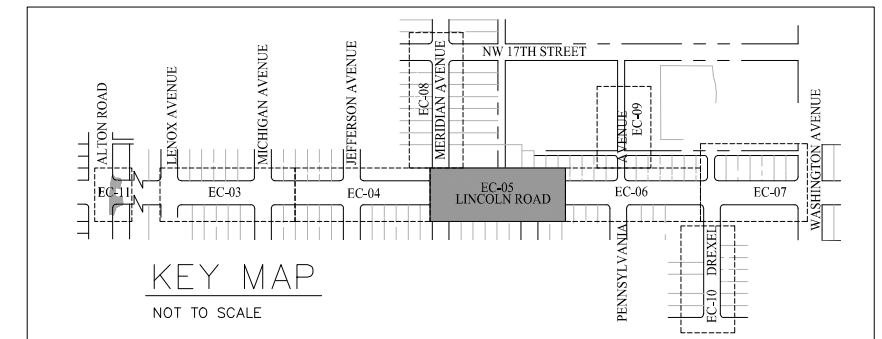 NW 17TH STREET
ALTON ROAD
LENOX AVENUE
MICHIGAN AVENUE
JEFFERSON AVENUE
EC-08
MERIDIAN AVENUE
AVENUE
EC-09
WASHINGTON AVENUE
EC-11
EC-03
EC-04
EC-05
LINCOLN ROAD
EC-06
EC-07
PENNSYLVANIA
EC-10
DREXEL
KEY MAP
NOT TO SCALE